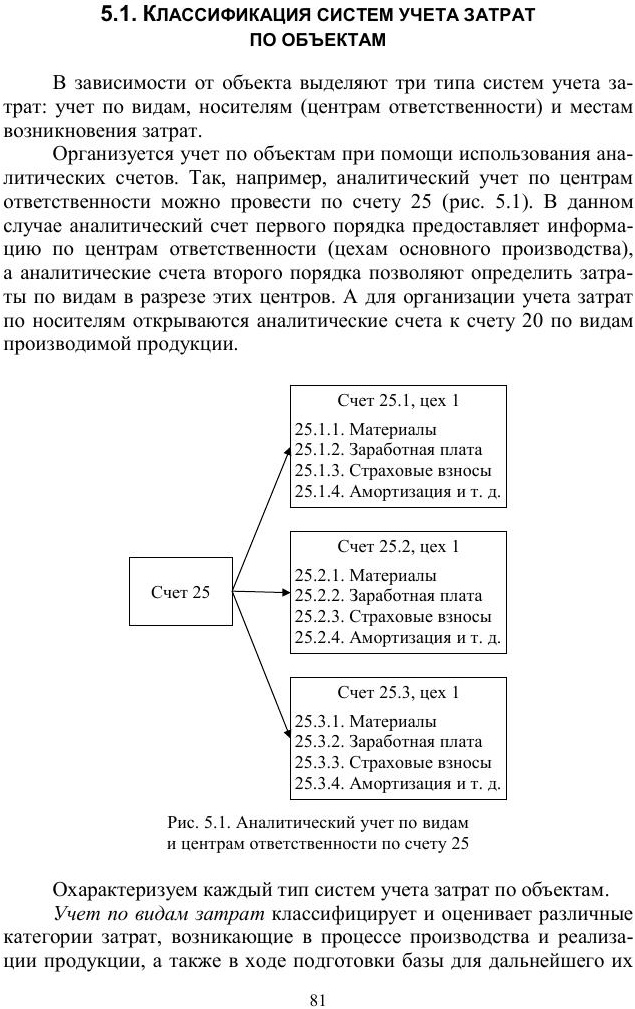 5.1. Классификация систем учета затрат
по объектам
В зависимости от объекта выделяют три типа систем учета за-
трат: учет по видам, носителям (центрам ответственности) и местам
возникновения затрат.
Организуется учет по объектам при помощи использования ана-
литических счетов. Так, например, аналитический учет по центрам
ответственности можно провести по счету 25 (рис. 5.1). В данном
случае аналитический счет первого порядка предоставляет информа-
цию по центрам ответственности (цехам основного производства),
а аналитические счета второго порядка позволяют определить затра-
ты по видам в разрезе этих центров. А для организации учета затрат
по носителям открываются аналитические счета к счету 20 по видам
производимой продукции.
Счет 25
Счет 25.1, цех 1
25.1.1. Материалы
25.1.2. Заработная плата
25.1.3. Страховые взносы
25.1.4. Амортизация и т. д.
Счет 25.2, цех 1
25.2.1. Материалы
25.2.2. Заработная плата
25.2.3. Страховые взносы
25.2.4. Амортизация и т. д.
Счет 25.3, цех 1
25.3.1. Материалы
25.3.2. Заработная плата
25.3.3. Страховые взносы
25.3.4. Амортизация и т. д.
Рис. 5.1. Аналитический учет по видам
и центрам ответственности по счету 25
Охарактеризуем каждый тип систем учета затрат по объектам.
Учет по видам затрат классифицирует и оценивает различные
категории затрат, возникающие в процессе производства и реализа-
ции продукции, а также в ходе подготовки базы для дальнейшего их
81